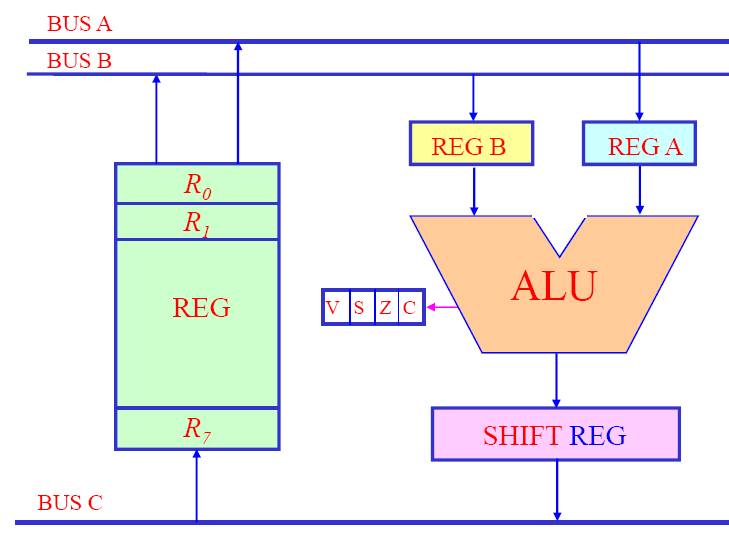 BUS A
BUS B
REG B
REG A
R0
R1
REG
ALU
V S Z C
R7
SHIFT REG
BUS C